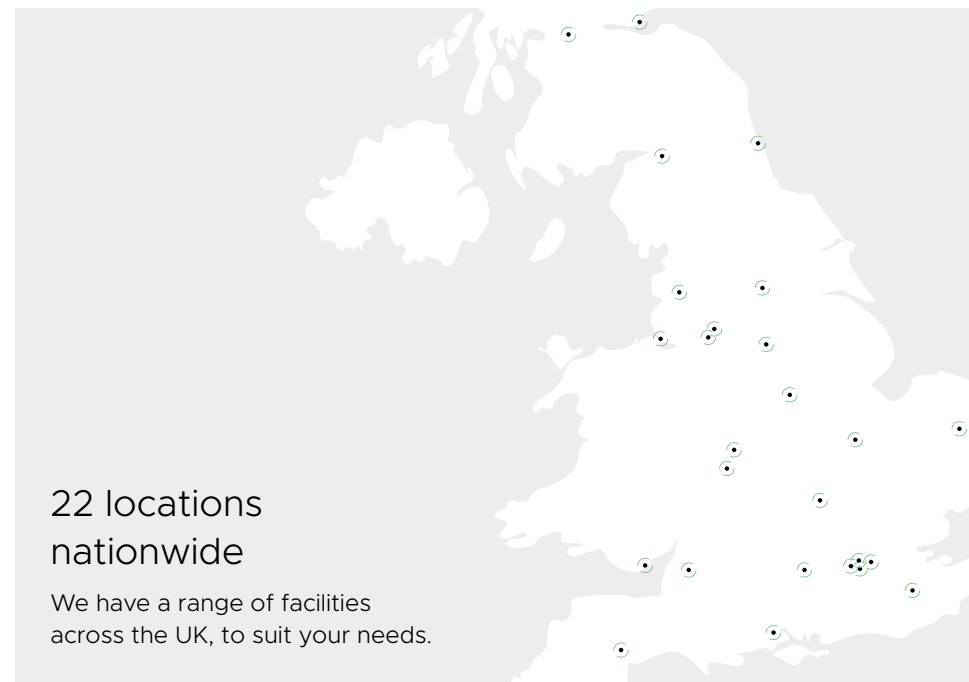 22 locations
nationwide
We have a range of facilities
across the UK, to suit your needs.